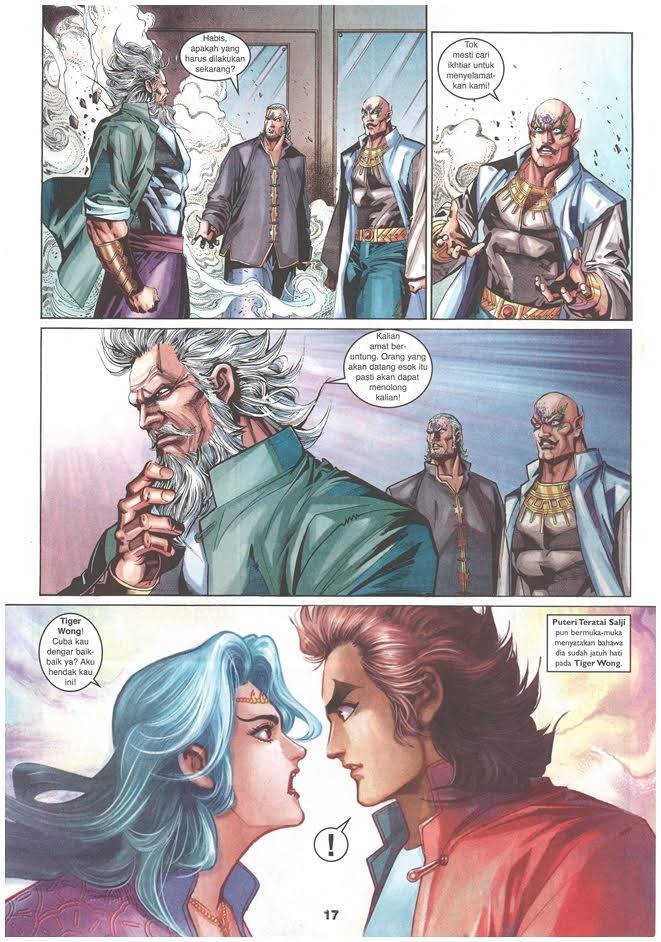 Habis,
apakah yang
harus dilakukan
sekarang?
Tok
mesti cari
ikhtiar untuk
menyelamat-
kan kami!
Kalian
amat ber-
untung. Orang yang
akan datang esok itu
pasti akan dapat
menolong
kalian!
Tiger
Wong!
Cuba kau
dengar baik-
baik ya? Aku
hendak kau
ini!
Puteri Teratai Salji
pun bermuka-muka
menyatakan bahawa
dia sudah jatuh hati
pada Tiger Wong.
!
17